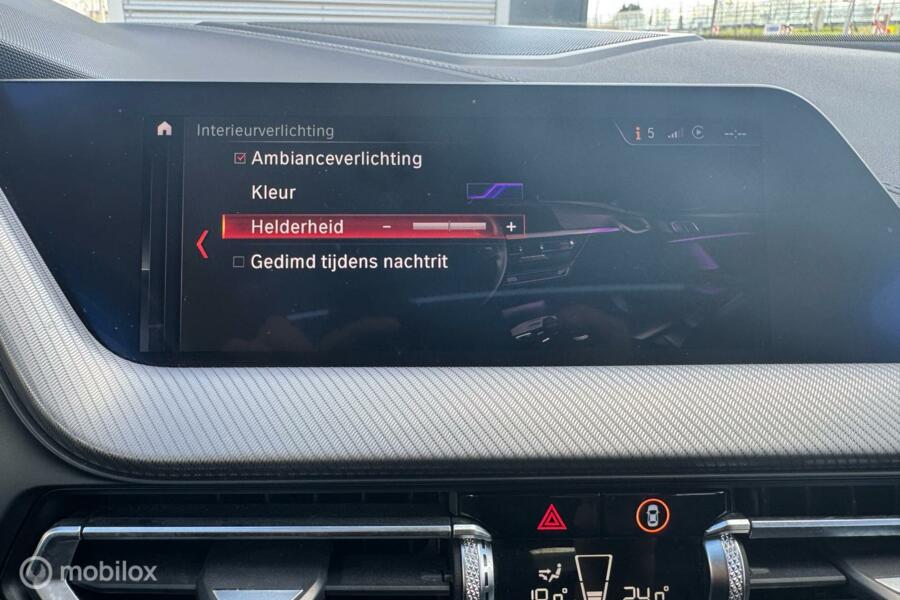 Interieurverlichting
i 5
--:--
Ambianceverlichting
Kleur
Helderheid - +
Gedimd tijdens nachtrit
mobilox